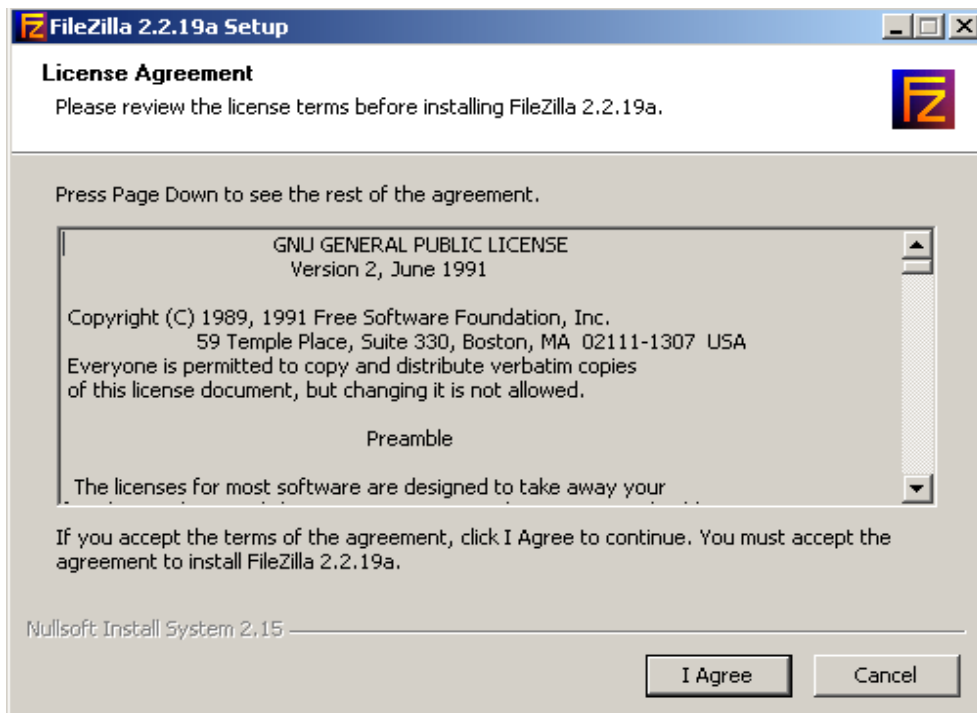 FileZilla 2.2.19a Setup
License Agreement
Please review the license terms before installing FileZilla 2.2.19a.
Press Page Down to see the rest of the agreement.
GNU GENERAL PUBLIC LICENSE
Version 2, June 1991
Copyright (C) 1989, 1991 Free Software Foundation, Inc.
59 Temple Place, Suite 330, Boston, MA 02111-1307 USA
Everyone is permitted to copy and distribute verbatim copies
of this license document, but changing it is not allowed.
Preamble
The licenses for most software are designed to take away your
If you accept the terms of the agreement, click I Agree to continue. You must accept the
agreement to install FileZilla 2.2.19a.
Nullsoft Install System 2.15
I Agree
Cancel